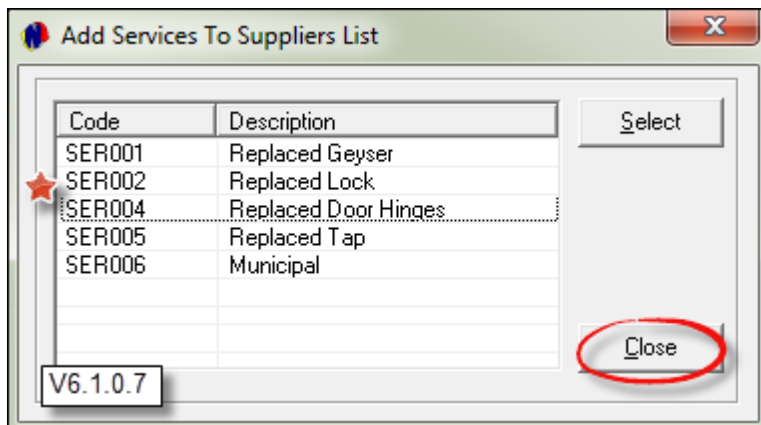 Add Services To Suppliers List
Code Description
SER001 Replaced Geyser
SER002 Replaced Lock
SER004 Replaced Door Hinges
SER005 Replaced Tap
SER006 Municipal
Select
Close
V6.1.0.7